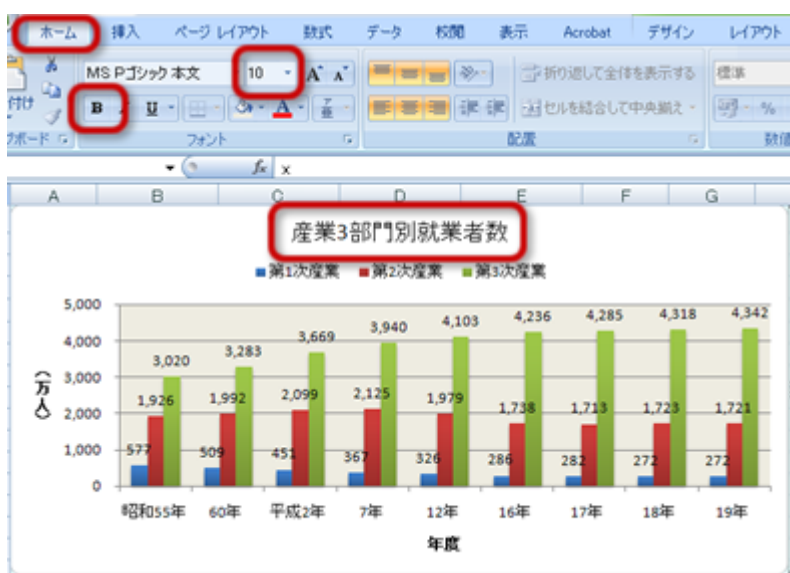 ホーム 挿入 ページ レイアウト 数式 データ 校閲 表示 Acrobat デザイン レイアウト
MS Pゴシック 本文 10 A A 折り返して全体を表示する 標準
付け B U A セルを結合して中央揃え %
フォント 配置 数値
fx x
A B C D E F G
産業3部門別就業者数
第1次産業 第2次産業 第3次産業
5,000
4,000
3,000
2,000
1,000
0
(万人)
3,020 3,283 3,669 3,940 4,103 4,236 4,285 4,318 4,342
1,926 1,992 2,099 2,125 1,979 1,738 1,713 1,723 1,721
577 509 451 367 326 286 282 272 272
昭和55年 60年 平成2年 7年 12年 16年 17年 18年 19年
年度